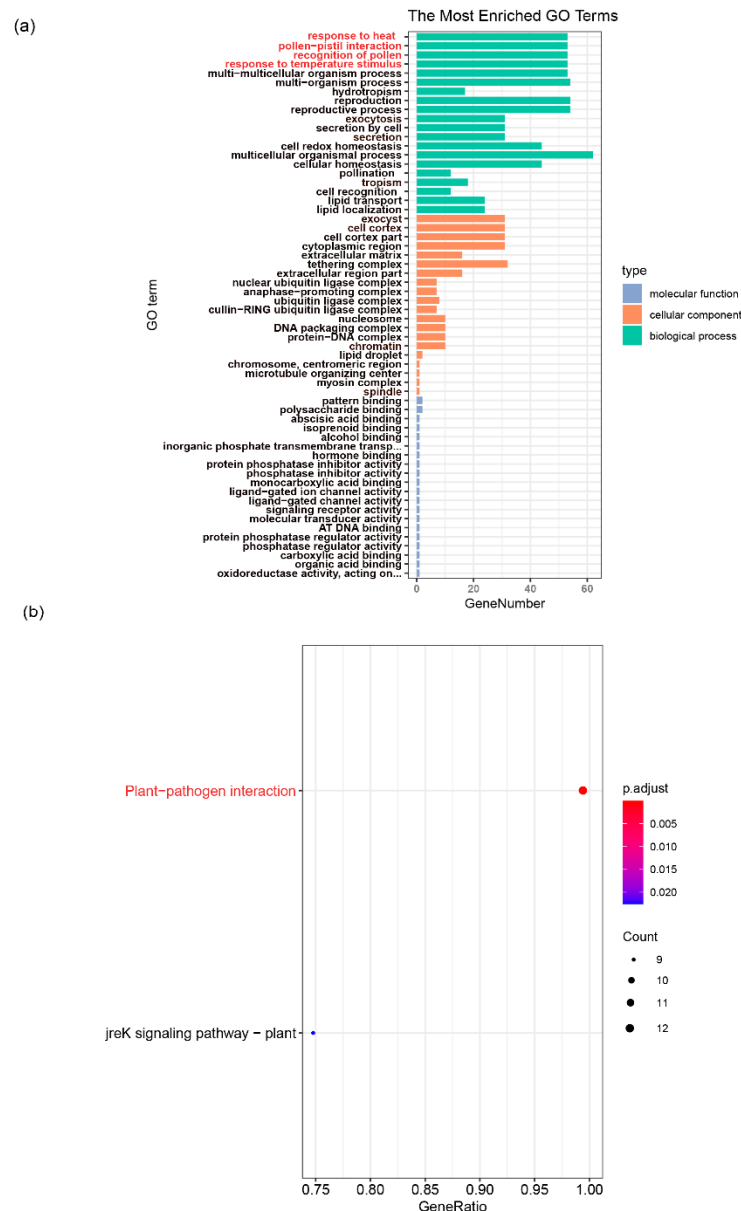 (a)
The Most Enriched GO Terms
response to heat
pollen−pistil interaction
recognition of pollen
response to temperature stimulus
multi−multicellular organism process
multi−organism process
hydrotropism
reproduction
reproductive process
exocytosis
secretion by cell
secretion
cell redox homeostasis
multicellular organismal process
cellular homeostasis
pollination
tropism
cell recognition
lipid transport
lipid localization
exocyst
cell cortex
cell cortex part
cytoplasmic region
extracellular matrix
tethering complex
extracellular region part
nuclear ubiquitin ligase complex
anaphase−promoting complex
ubiquitin ligase complex
cullin−RING ubiquitin ligase complex
nucleosome
DNA packaging complex
protein−DNA complex
chromatin
lipid droplet
chromosome, centromeric region
microtubule organizing center
myosin complex
spindle
pattern binding
polysaccharide binding
abscisic acid binding
isoprenoid binding
alcohol binding
inorganic phosphate transmembrane transp...
hormone binding
protein phosphatase inhibitor activity
phosphatase inhibitor activity
monocarboxylic acid binding
ligand−gated ion channel activity
ligand−gated channel activity
signaling receptor activity
molecular transducer activity
AT DNA binding
protein phosphatase regulator activity
phosphatase regulator activity
carboxylic acid binding
organic acid binding
oxidoreductase activity, acting on...
GO term
0 20 40 60
GeneNumber
type
molecular function
cellular component
biological process
(b)
Plant−pathogen interaction
jreK signaling pathway − plant
0.75 0.80 0.85 0.90 0.95 1.00
GeneRatio
p.adjust
0.005
0.010
0.015
0.020
Count
9
10
11
12